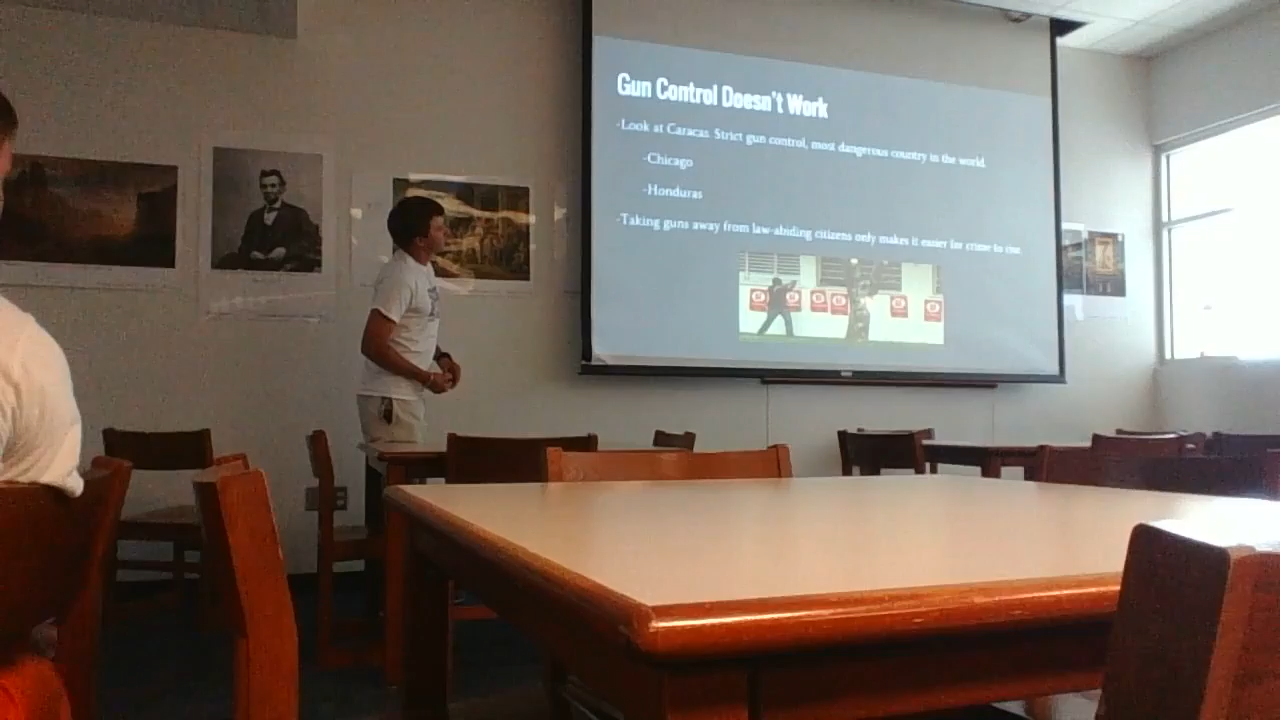 Gun Control Doesn't Work
-Look at Caracas. Strict gun control, most dangerous country in the world.
-Chicago
-Honduras
-Taking guns away from law-abiding citizens only makes it easier for crime to rise.